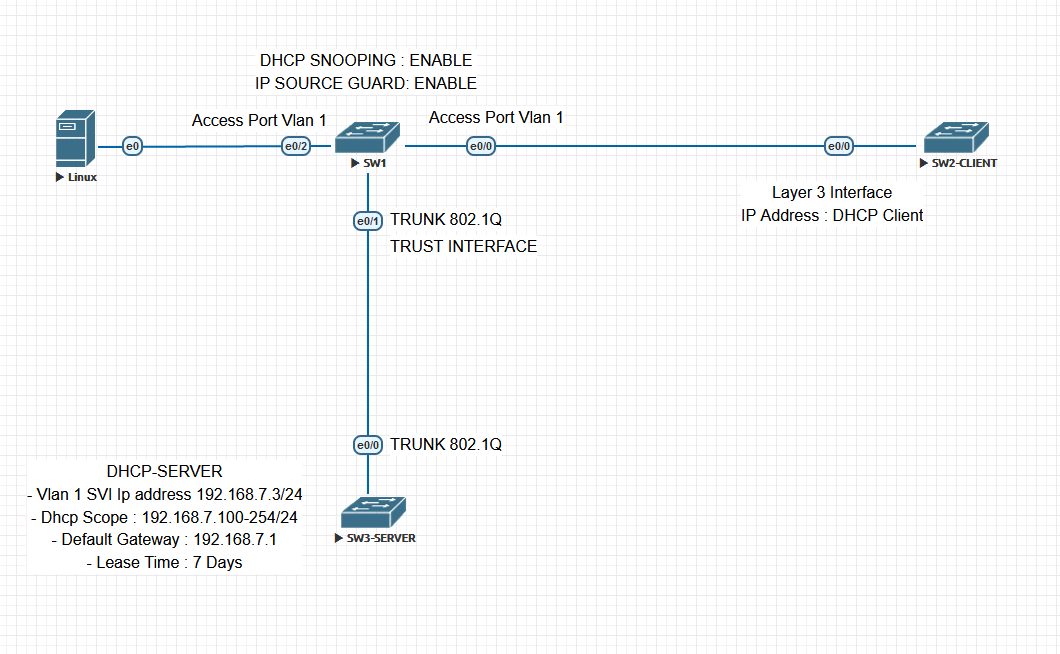 DHCP SNOOPING : ENABLE
IP SOURCE GUARD: ENABLE
Access Port Vlan 1
Access Port Vlan 1
e0
e0/2
e0/0
e0/0
Linux
SW1
SW2-CLIENT
Layer 3 Interface
IP Address : DHCP Client
e0/1
TRUNK 802.1Q
TRUST INTERFACE
e0/0
TRUNK 802.1Q
DHCP-SERVER
- Vlan 1 SVI Ip address 192.168.7.3/24
- Dhcp Scope : 192.168.7.100-254/24
- Default Gateway : 192.168.7.1
- Lease Time : 7 Days
SW3-SERVER